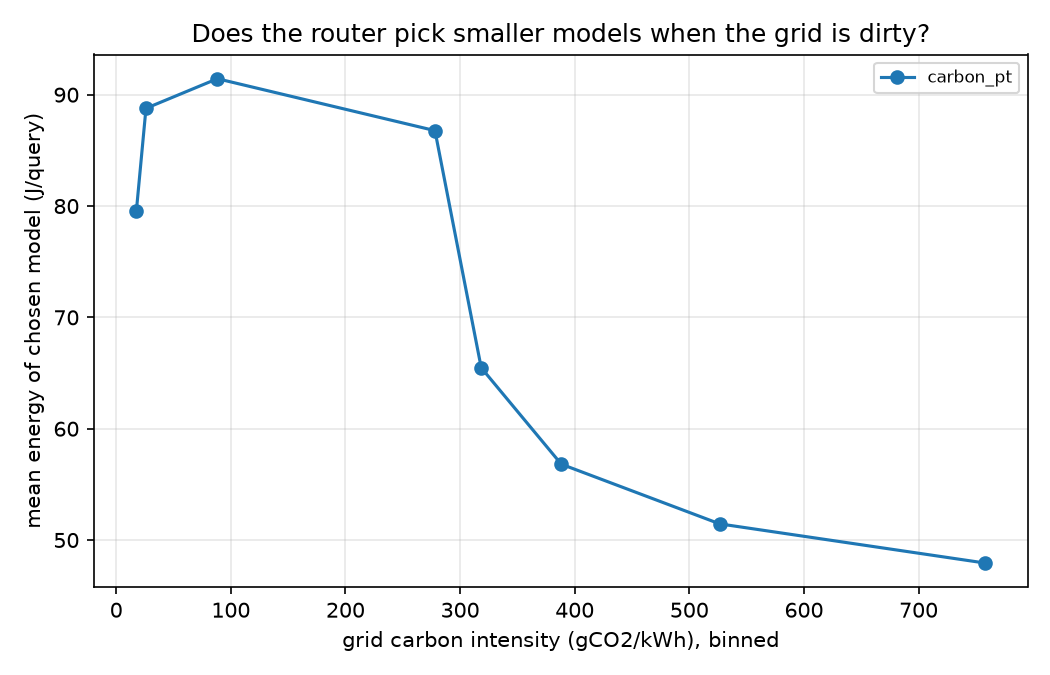 Does the router pick smaller models when the grid is dirty?
carbon_pt
mean energy of chosen model (J/query)
90
80
70
60
50
0 100 200 300 400 500 600 700
grid carbon intensity (gCO2/kWh), binned